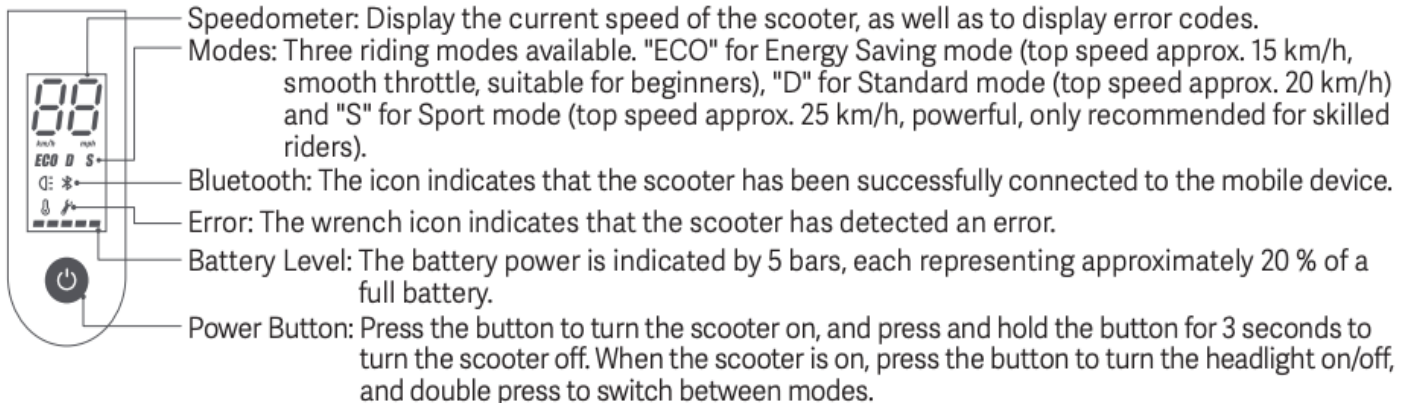 Speedometer: Display the current speed of the scooter, as well as to display error codes.
Modes: Three riding modes available. "ECO" for Energy Saving mode (top speed approx. 15 km/h,
smooth throttle, suitable for beginners), "D" for Standard mode (top speed approx. 20 km/h)
and "S" for Sport mode (top speed approx. 25 km/h, powerful, only recommended for skilled
riders).
88
km/h mph
ECO D S
Bluetooth: The icon indicates that the scooter has been successfully connected to the mobile device.
Error: The wrench icon indicates that the scooter has detected an error.
Battery Level: The battery power is indicated by 5 bars, each representing approximately 20 % of a
full battery.
Power Button: Press the button to turn the scooter on, and press and hold the button for 3 seconds to
turn the scooter off. When the scooter is on, press the button to turn the headlight on/off,
and double press to switch between modes.